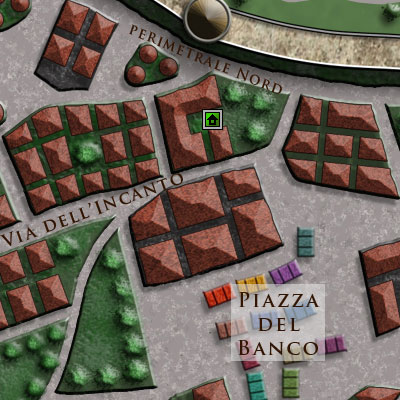 Perimetrale Nord
Via dell'Incanto
Piazza
del
Banco